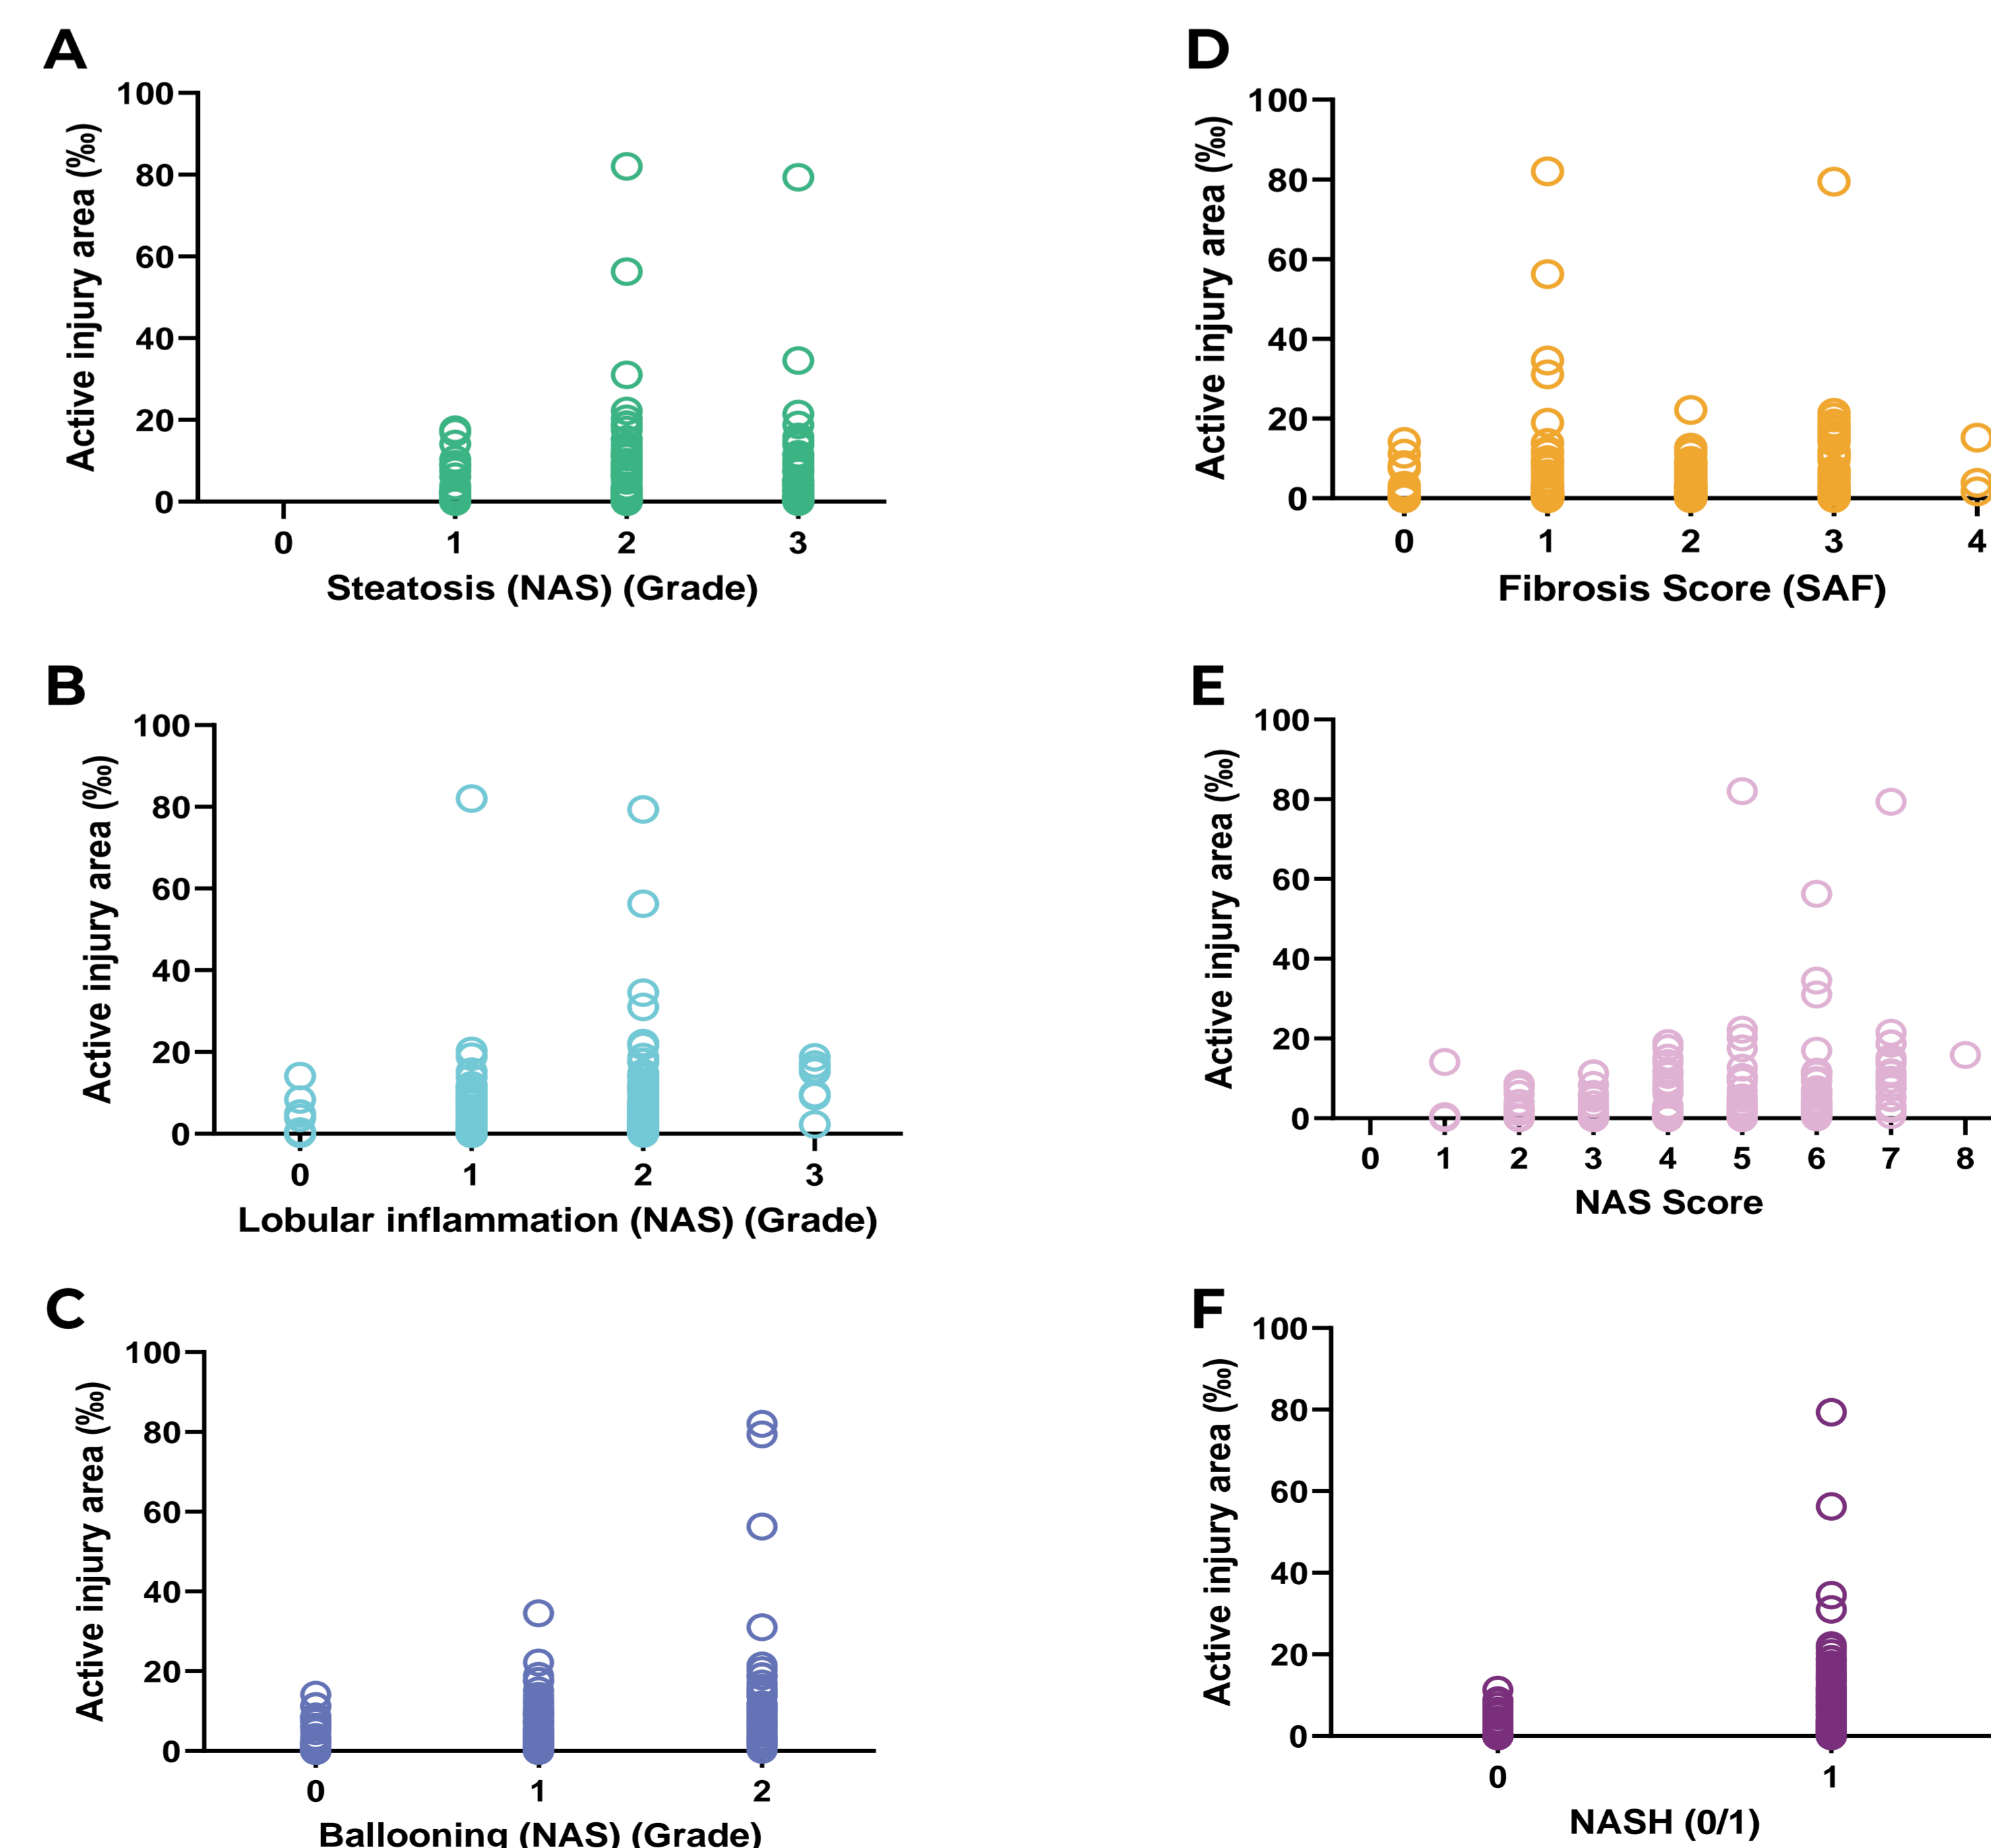 A
100
80
60
40
20
0
Active injury area (‰)
0 1 2 3
Steatosis (NAS) (Grade)
B
100
80
60
40
20
0
Active injury area (‰)
0 1 2 3
Lobular inflammation (NAS) (Grade)
C
100
80
60
40
20
0
Active injury area (‰)
0 1 2
Ballooning (NAS) (Grade)
D
100
80
60
40
20
0
Active injury area (‰)
0 1 2 3 4
Fibrosis Score (SAF)
E
100
80
60
40
20
0
Active injury area (‰)
0 1 2 3 4 5 6 7 8
NAS Score
F
100
80
60
40
20
0
Active injury area (‰)
0 1
NASH (0/1)